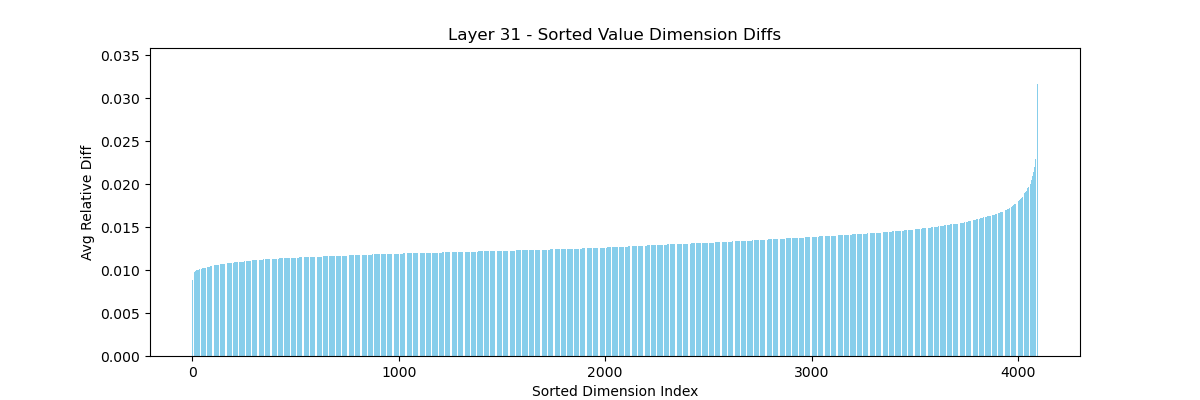 Layer 31 - Sorted Value Dimension Diffs
Avg Relative Diff
0.035
0.030
0.025
0.020
0.015
0.010
0.005
0.000
0 1000 2000 3000 4000
Sorted Dimension Index